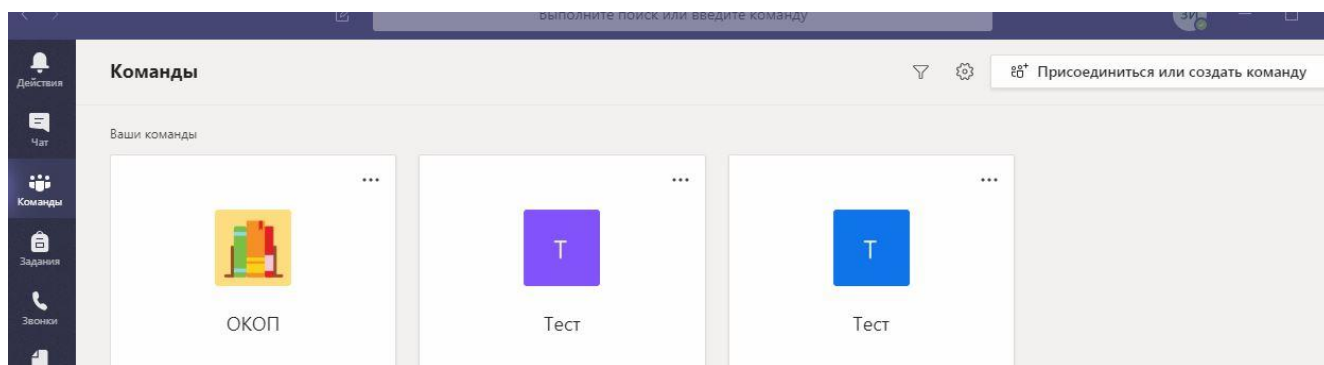 Выполните поиск или введите команду
ЗИ
Действия
Чат
Команды
Задания
Звонки
Команды
Присоединиться или создать команду
Ваши команды
ОКОП
Т
Тест
Т
Тест